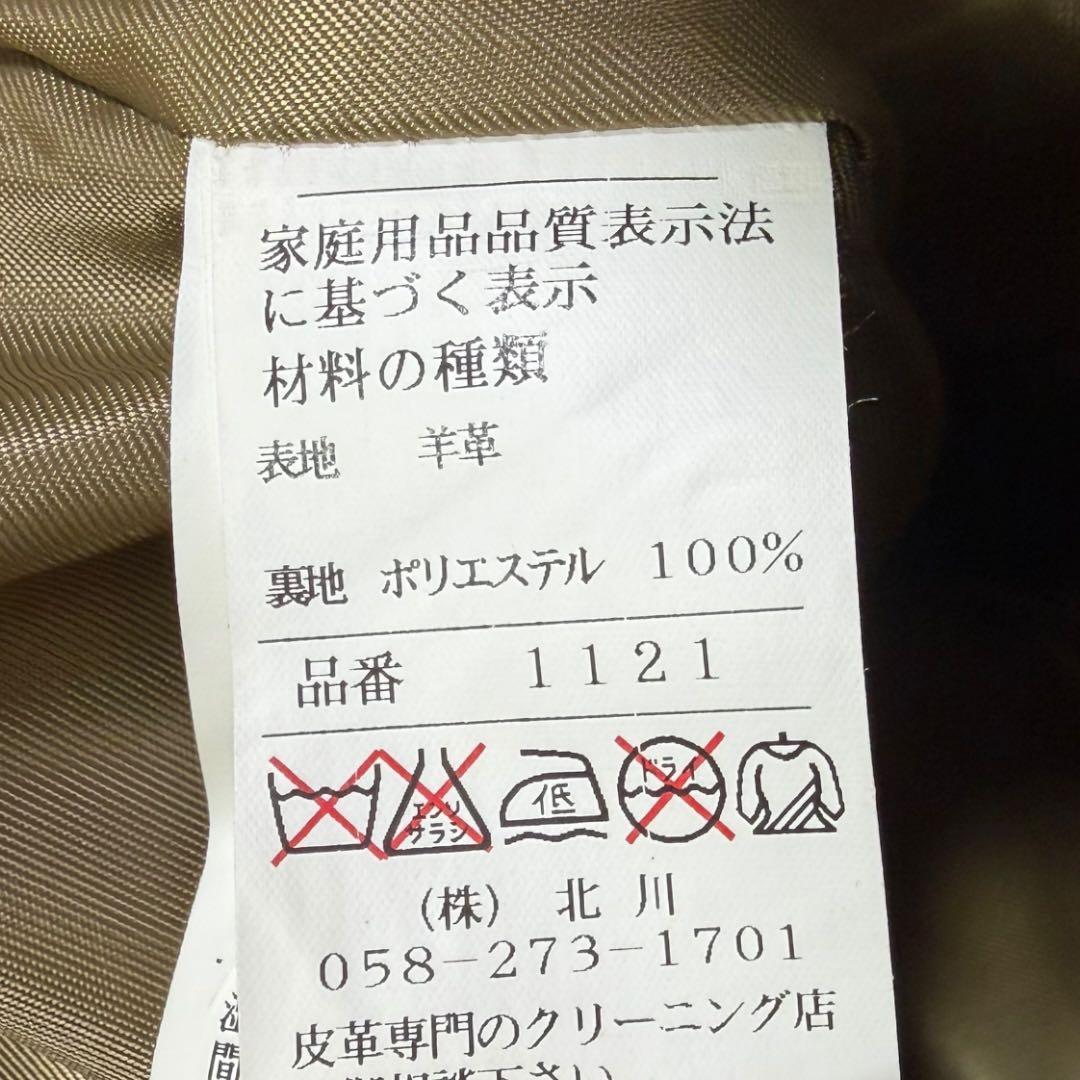 家庭用品品質表示法
に基づく表示
材料の種類
表地 羊革
裏地 ポリエステル 100%
品番 1121
エンソ
サラシ
低
ドライ
(株) 北川
058-273-1701
皮革専門のクリーニング店